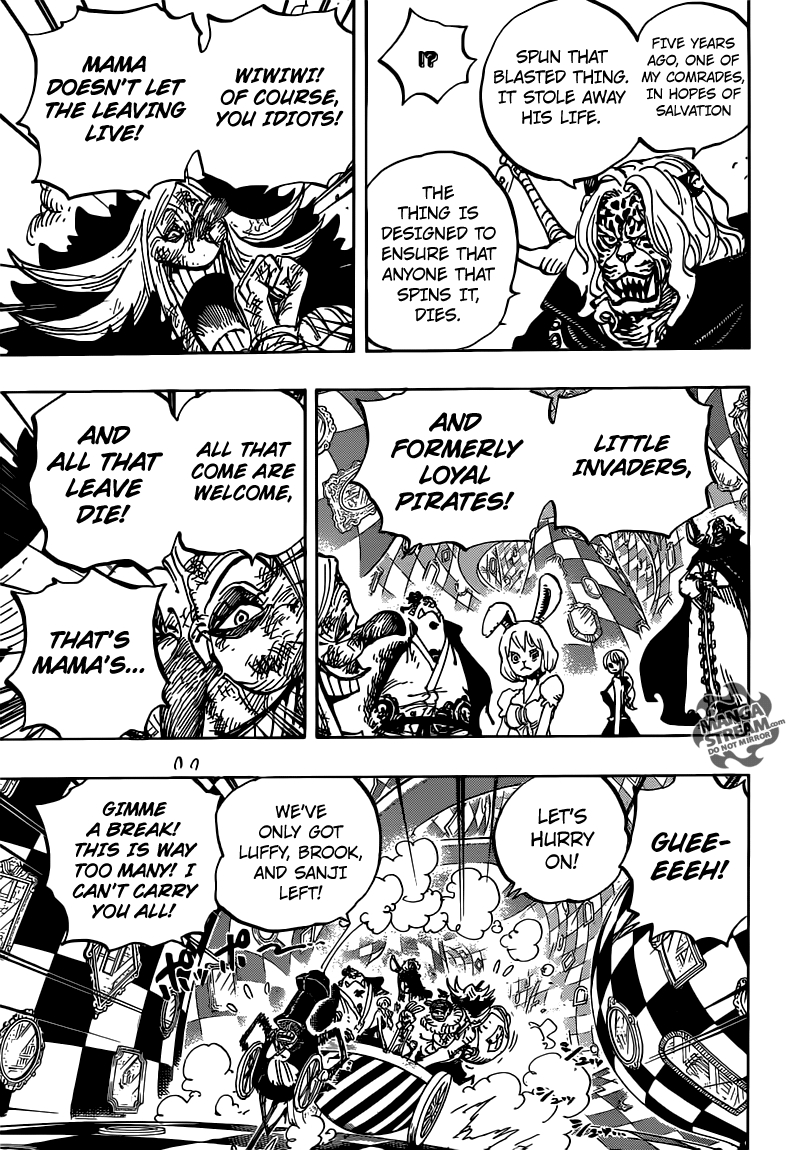 FIVE YEARS
AGO, ONE OF
MY COMRADES,
IN HOPES OF
SALVATION
SPUN THAT
BLASTED THING.
IT STOLE AWAY
HIS LIFE.
!?
THE
THING IS
DESIGNED TO
ENSURE THAT
ANYONE THAT
SPINS IT,
DIES.
WIWIWI!
OF COURSE,
YOU IDIOTS!
MAMA
DOESN'T LET
THE LEAVING
LIVE!
LITTLE
INVADERS,
AND
FORMERLY
LOYAL
PIRATES!
MANGA
STREAM.com
DO NOT MIRROR
ALL THAT
COME ARE
WELCOME,
AND
ALL THAT
LEAVE
DIE!
THAT'S
MAMA'S...
GUEE-
EEEH!
LET'S
HURRY
ON!
WE'VE
ONLY GOT
LUFFY, BROOK,
AND SANJI
LEFT!
GIMME
A BREAK!
THIS IS WAY
TOO MANY! I
CAN'T CARRY
YOU ALL!